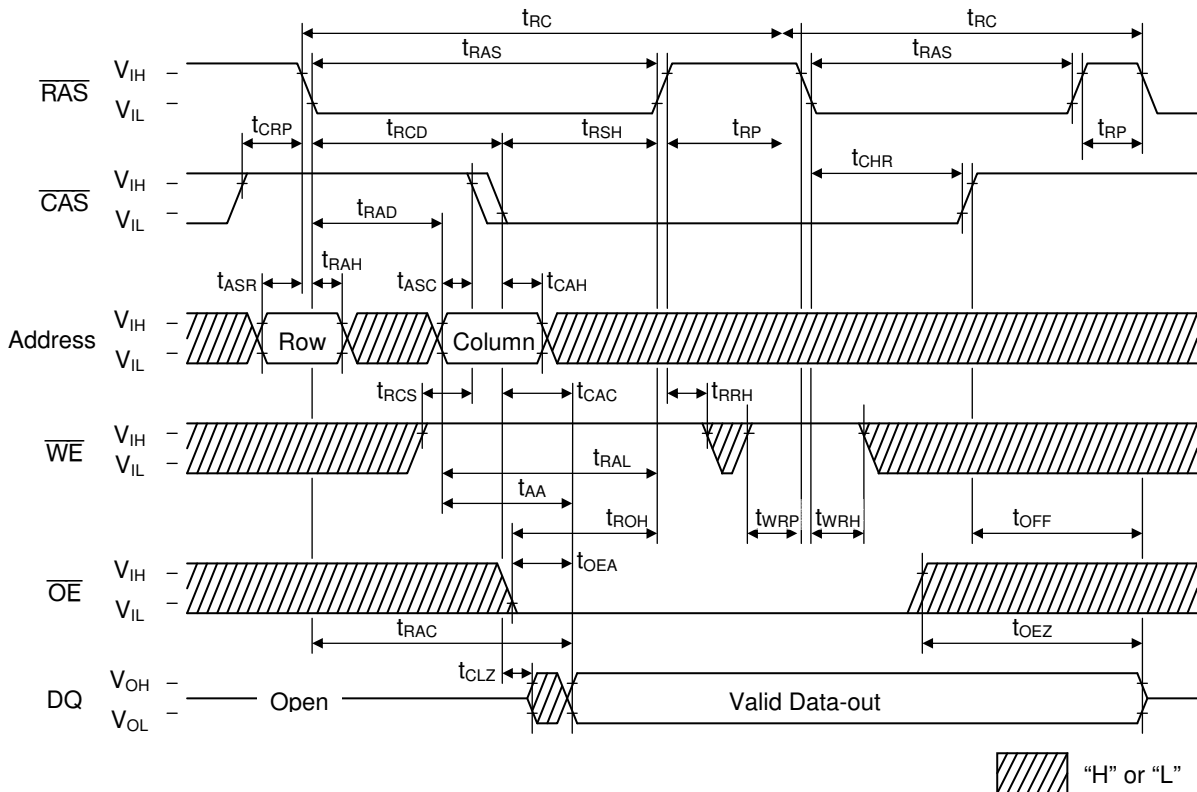 tRC tRC
tRAS tRAS
RAS VIH
VIL
tCRP tRCD tRSH tRP tRP
tCHR
CAS VIH
VIL
tRAD
tRAH
tASR tASC tCAH
Address VIH
VIL
Row Column
tRCS tCAC tRRH
WE VIH
VIL
tRAL
tAA
tROH tWRP tWRH tOFF
tOEA
OE VIH
VIL
tRAC tOEZ
tCLZ
DQ VOH
VOL
Open Valid Data-out
“H” or “L”